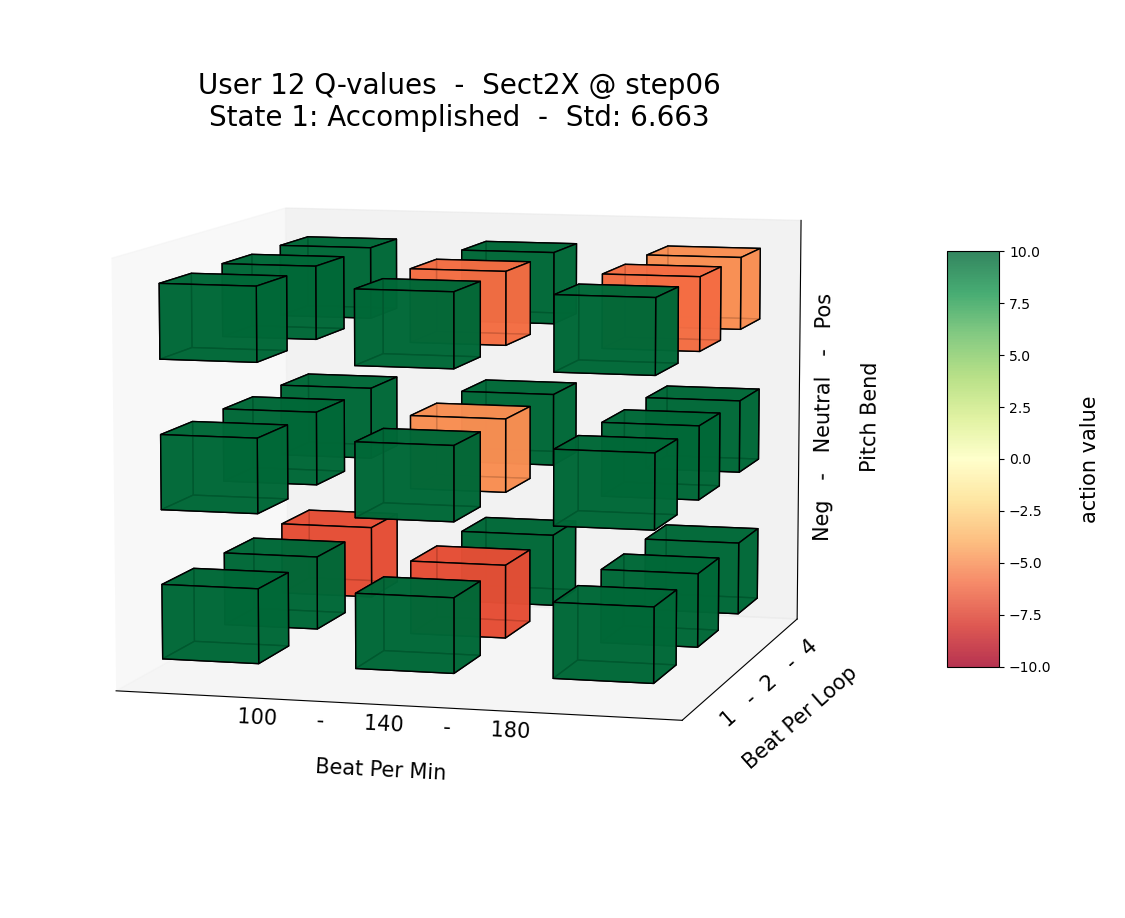 User 12 Q-values  -  Sect2X @ step06
State 1: Accomplished  -  Std: 6.663
Neg   -   Neutral   -   Pos
Pitch Bend
1  -  2  -  4
Beat Per Loop
100      -      140      -      180
Beat Per Min
10.0
7.5
5.0
2.5
0.0
−2.5
−5.0
−7.5
−10.0
action value